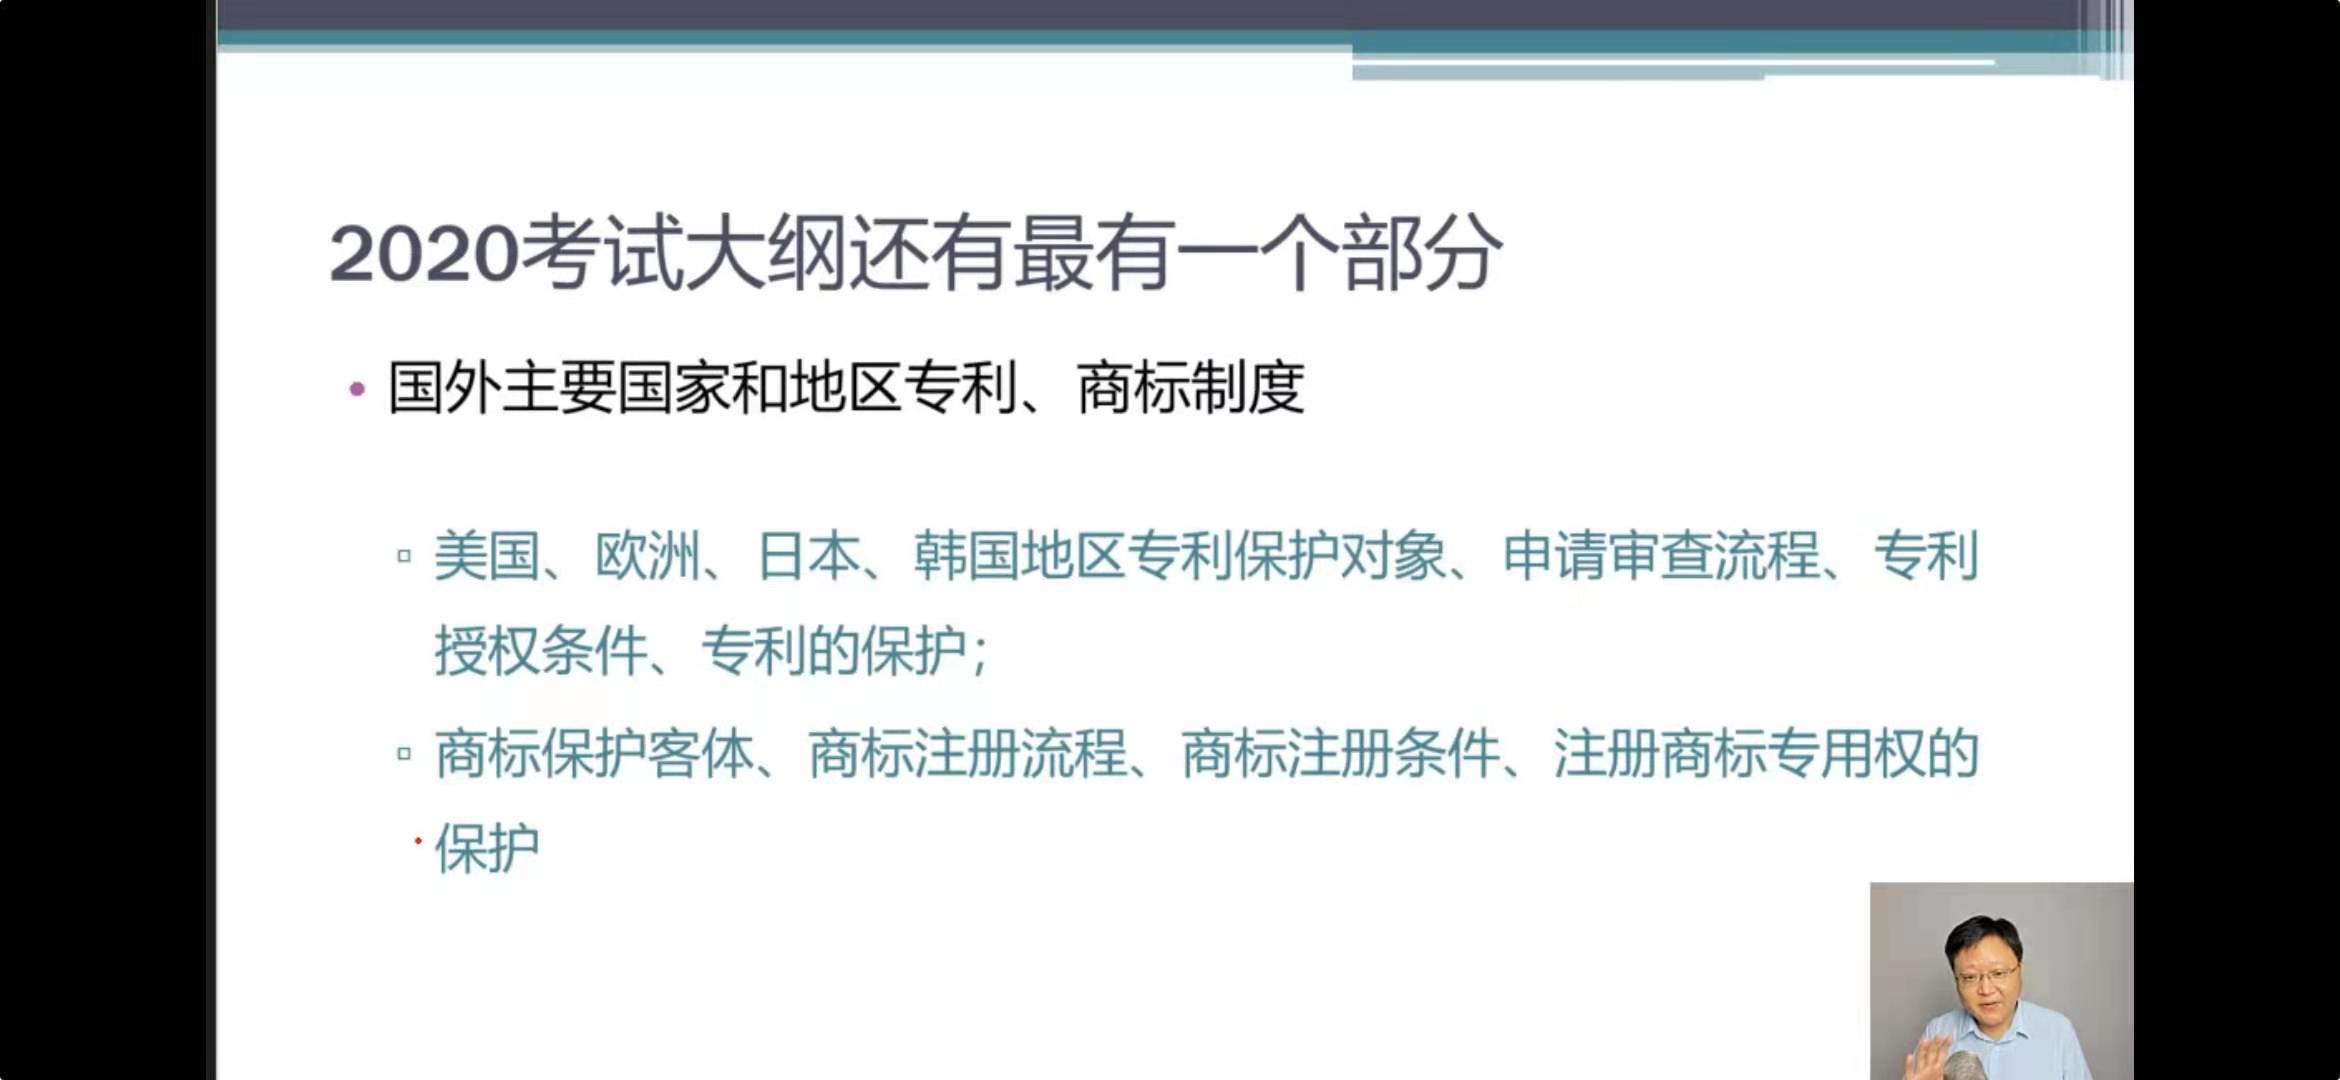 2020考试大纲还有最有一个部分
国外主要国家和地区专利、商标制度
美国、欧洲、日本、韩国地区专利保护对象、申请审查流程、专利
授权条件、专利的保护；
商标保护客体、商标注册流程、商标注册条件、注册商标专用权的
保护